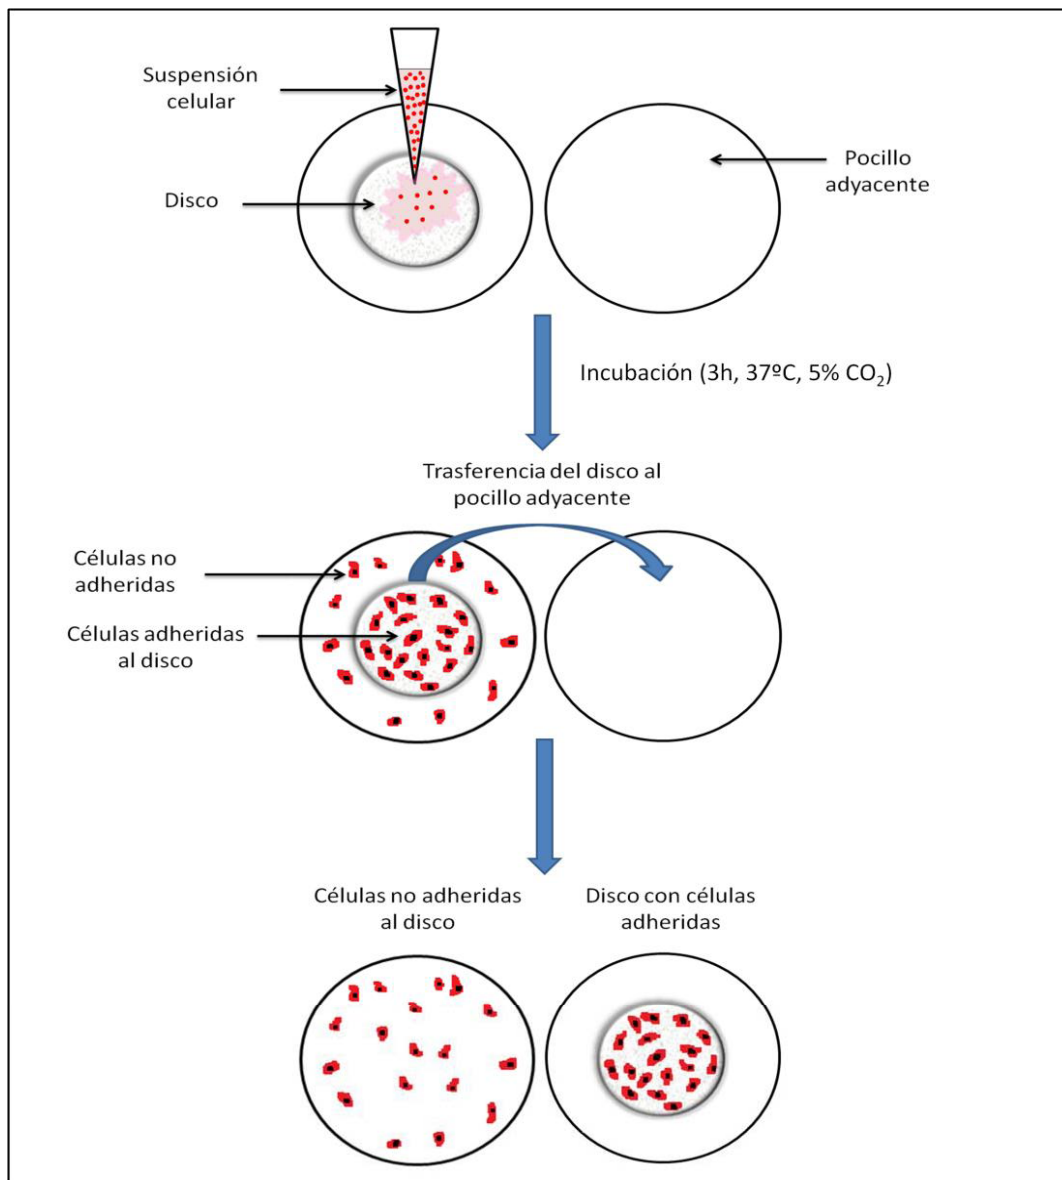 Suspensión
celular
Disco
Pocillo
adyacente
Incubación (3h, 37ºC, 5% CO₂)
Trasferencia del disco al
pocillo adyacente
Células no
adheridas
Células adheridas
al disco
Células no adheridas
al disco
Disco con células
adheridas